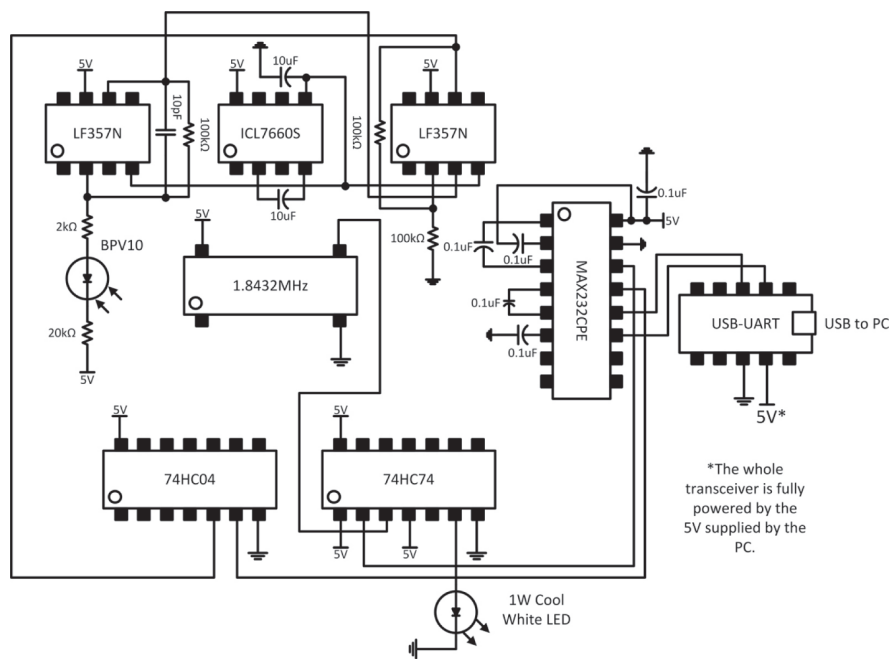 5V
10uF
5V
5V
LF357N
10pF
100kΩ
ICL7660S
100kΩ
LF357N
10uF
0.1uF
5V
2kΩ
BPV10
5V
100kΩ
0.1uF
0.1uF
MAX232CPE
1.8432MHz
0.1uF
USB-UART
USB to PC
20kΩ
0.1uF
5V
5V*
5V
5V
74HC04
74HC74
*The whole
transceiver is fully
powered by the
5V supplied by the
PC.
5V
5V
1W Cool
White LED